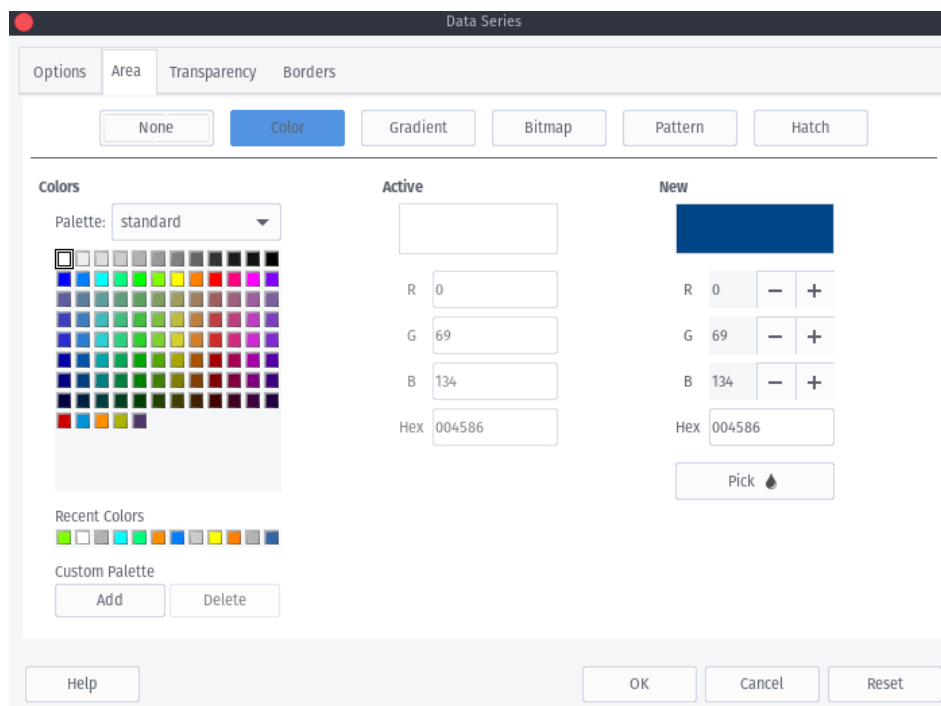 Data Series
Options Area Transparency Borders
None Color Gradient Bitmap Pattern Hatch
Colors Active New
Palette: standard
R 0 R 0 − +
G 69 G 69 − +
B 134 B 134 − +
Hex 004586 Hex 004586
Pick
Recent Colors
Custom Palette
Add Delete
Help OK Cancel Reset